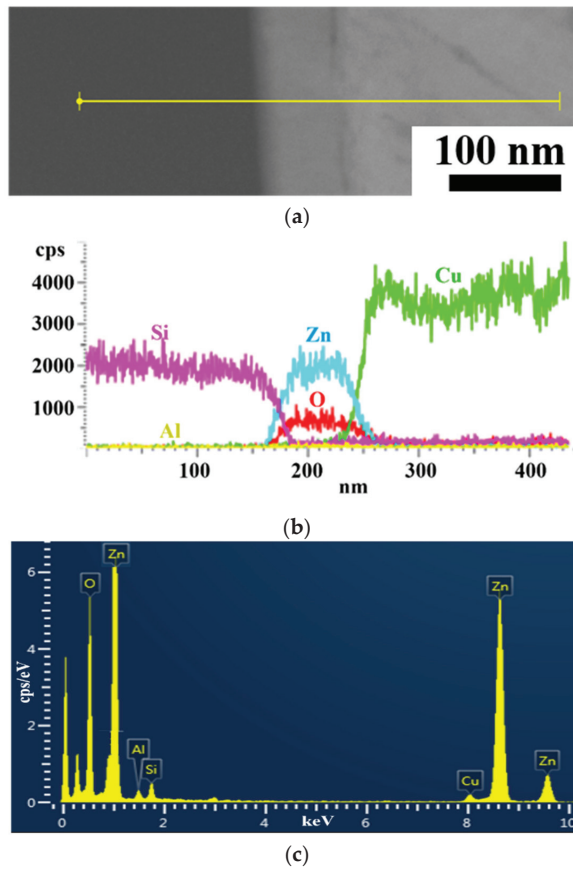 100 nm
(a)
cps
4000
3000
2000
1000
Si
Zn
Cu
O
Al
100 200 300 400
nm
(b)
6
4
2
0
cps/eV
Zn
O
Al
Si
Cu
Zn
Zn
0 2 4 6 8 10
keV
(c)